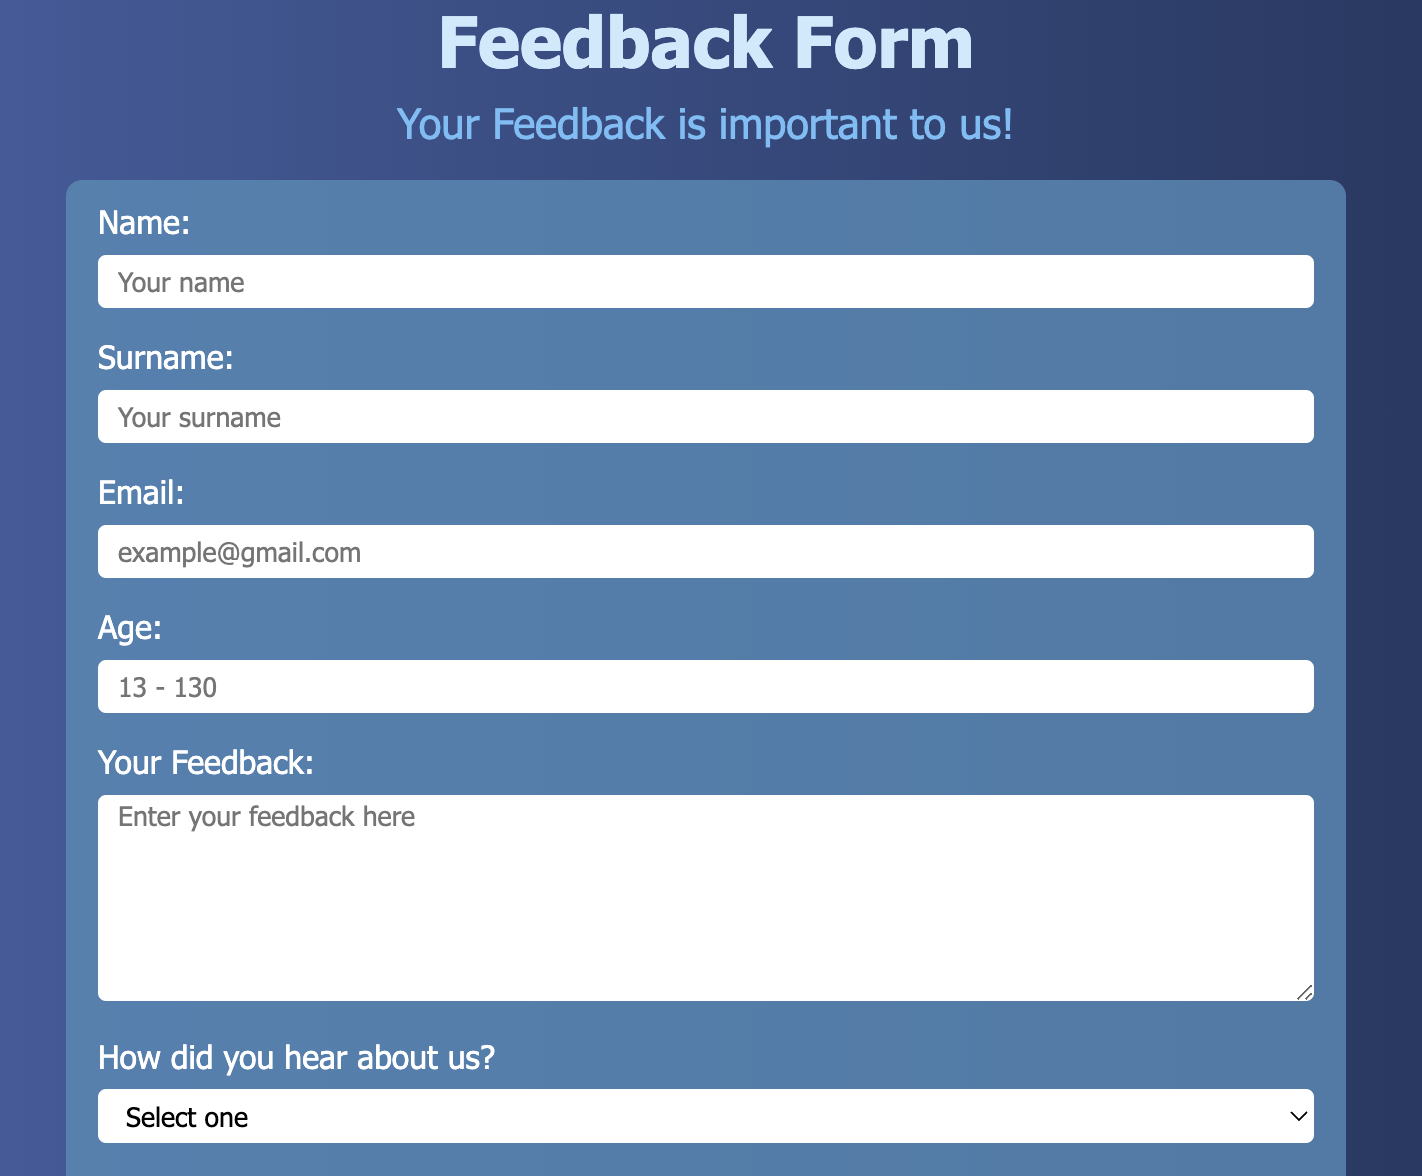 Feedback Form
Your Feedback is important to us!
Name:
Your name
Surname:
Your surname
Email:
example@gmail.com
Age:
13 - 130
Your Feedback:
Enter your feedback here
How did you hear about us?
Select one